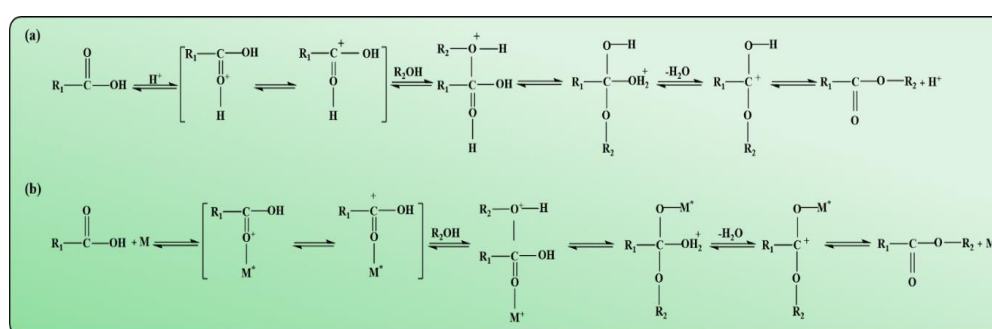 (a)
O
R₁—C—OH
H⁺
R₁—C—OH
O⁺
H
+
R₁—C—OH
O
H
R₂OH
+
R₂—O—H
R₁—C—OH
O
H
O—H
R₁—C—OH₂⁺
O
R₂
-H₂O
O—H
R₁—C⁺
O
R₂
R₁—C—O—R₂ + H⁺
O
(b)
O
R₁—C—OH + M
R₁—C—OH
O⁺
M*
+
R₁—C—OH
O
M*
R₂OH
R₂—O⁺—H
R₁—C—OH
O
M⁺
O—M*
R₁—C—OH₂⁺
O
R₂
-H₂O
O—M*
R₁—C⁺
O
R₂
R₁—C—O—R₂ + M
O